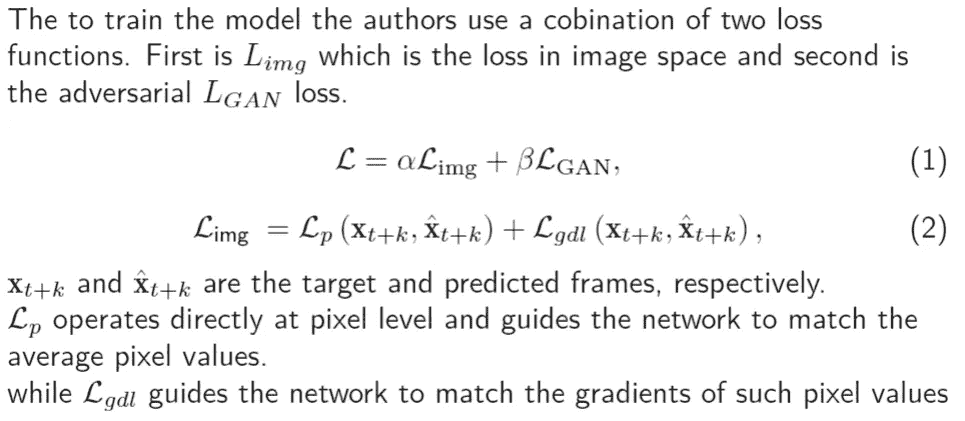 The to train the model the authors use a cobination of two loss
functions. First is $L_{img}$ which is the loss in image space and second is
the adversarial $L_{GAN}$ loss.
$\mathcal{L} = \alpha\mathcal{L}_{\text{img}} + \beta\mathcal{L}_{\text{GAN}},$ (1)
$\mathcal{L}_{\text{img}} = \mathcal{L}_p\left(\mathbf{x}_{t+k}, \hat{\mathbf{x}}_{t+k}\right) + \mathcal{L}_{gdl}\left(\mathbf{x}_{t+k}, \hat{\mathbf{x}}_{t+k}\right),$ (2)
$\mathbf{x}_{t+k}$ and $\hat{\mathbf{x}}_{t+k}$ are the target and predicted frames, respectively.
$\mathcal{L}_p$ operates directly at pixel level and guides the network to match the
average pixel values.
while $\mathcal{L}_{gdl}$ guides the network to match the gradients of such pixel values